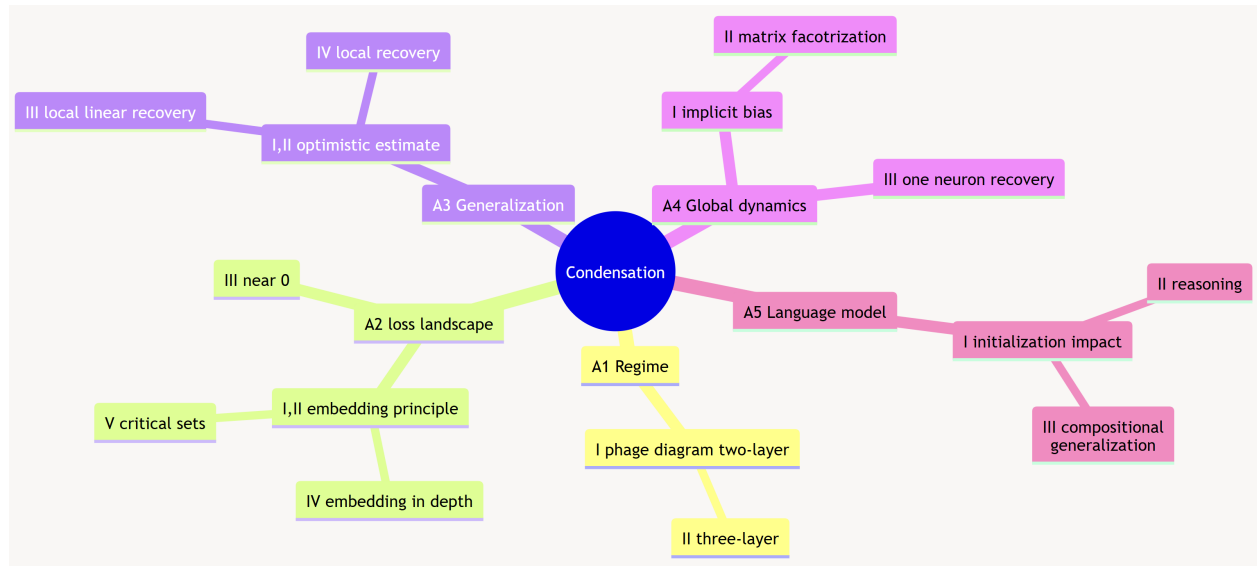 II matrix facotrization
IV local recovery
III local linear recovery
I implicit bias
I,II optimistic estimate
III one neuron recovery
A3 Generalization
A4 Global dynamics
Condensation
III near 0
II reasoning
A2 loss landscape
A5 Language model
I initialization impact
A1 Regime
I,II embedding principle
V critical sets
III compositional
generalization
I phage diagram two-layer
IV embedding in depth
II three-layer